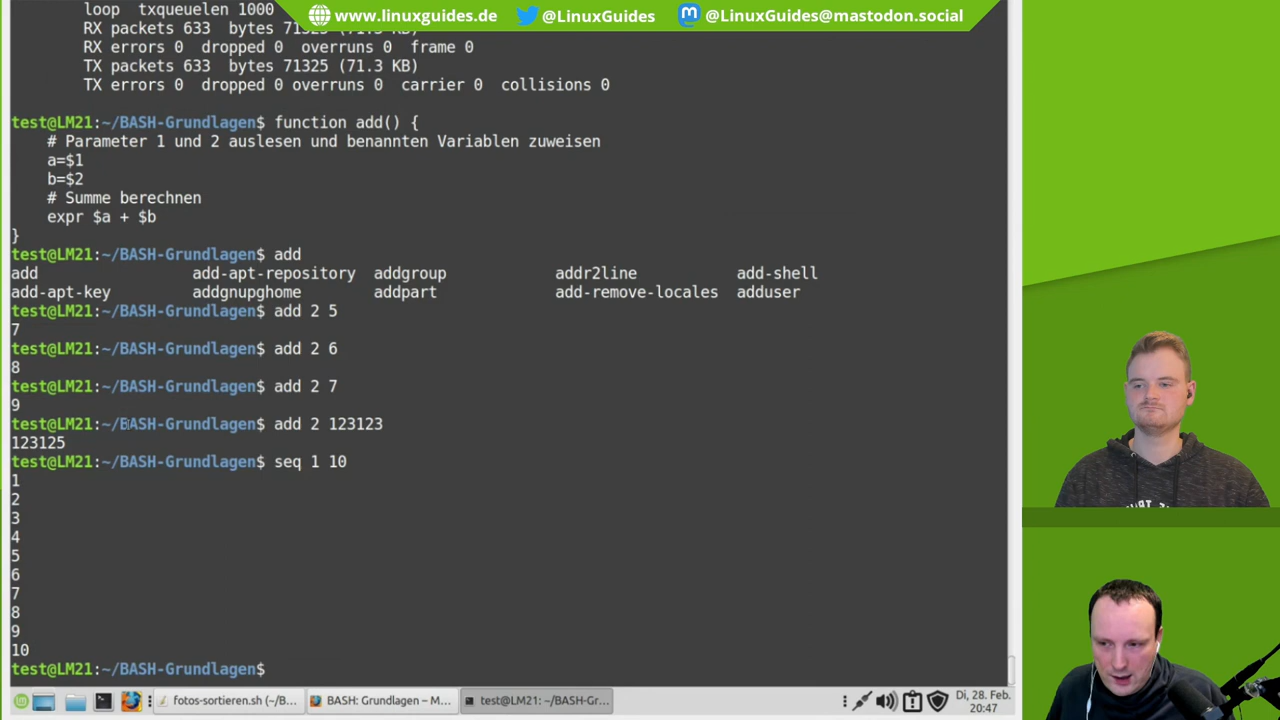 www.linuxguides.de @LinuxGuides @LinuxGuides@mastodon.social
loop txqueuelen 1000
RX packets 633 bytes 71325 (71.3 KB)
RX errors 0 dropped 0 overruns 0 frame 0
TX packets 633 bytes 71325 (71.3 KB)
TX errors 0 dropped 0 overruns 0 carrier 0 collisions 0
test@LM21:~/BASH-Grundlagen$ function add() {
# Parameter 1 und 2 auslesen und benannten Variablen zuweisen
a=$1
b=$2
# Summe berechnen
expr $a + $b
}
test@LM21:~/BASH-Grundlagen$ add
add add-apt-repository addgroup addr2line add-shell
add-apt-key addgnupghome addpart add-remove-locales adduser
test@LM21:~/BASH-Grundlagen$ add 2 5
7
test@LM21:~/BASH-Grundlagen$ add 2 6
8
test@LM21:~/BASH-Grundlagen$ add 2 7
9
test@LM21:~/BASH-Grundlagen$ add 2 123123
123125
test@LM21:~/BASH-Grundlagen$ seq 1 10
1
2
3
4
5
6
7
8
9
10
test@LM21:~/BASH-Grundlagen$
fotos-sortieren.sh (~/B... BASH: Grundlagen – M... test@LM21: ~/BASH-Gr... Di, 28. Feb.
20:47